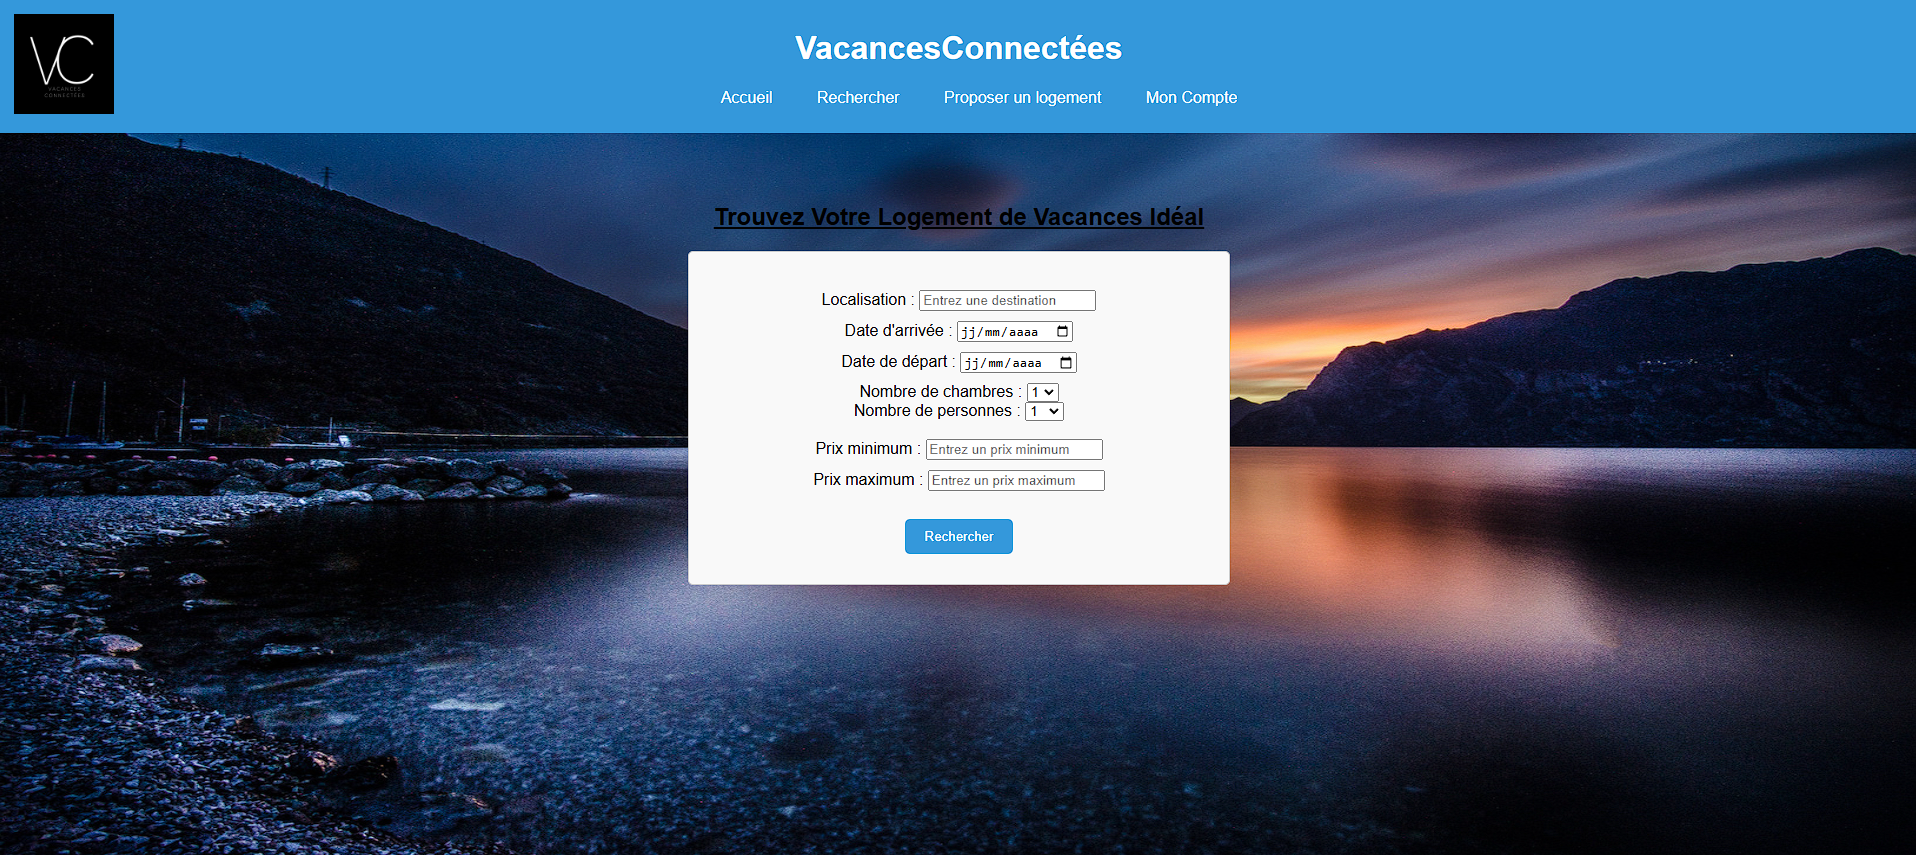 VC
VACANCES
CONNECTÉES
VacancesConnectées
Accueil Rechercher Proposer un logement Mon Compte
Trouvez Votre Logement de Vacances Idéal
Localisation : Entrez une destination
Date d'arrivée : jj/mm/aaaa
Date de départ : jj/mm/aaaa
Nombre de chambres : 1
Nombre de personnes : 1
Prix minimum : Entrez un prix minimum
Prix maximum : Entrez un prix maximum
Rechercher